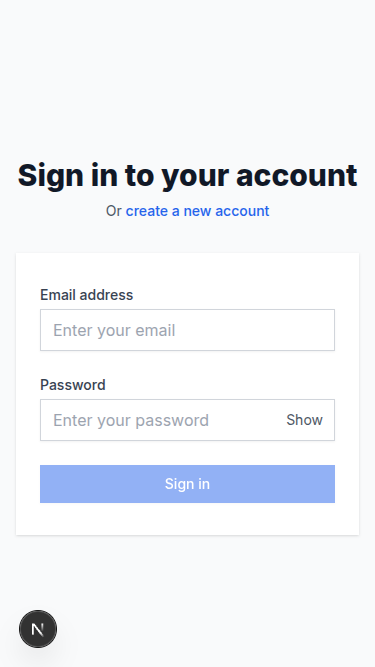 Sign in to your account
Or create a new account
Email address
Enter your email
Password
Enter your password Show
Sign in
N